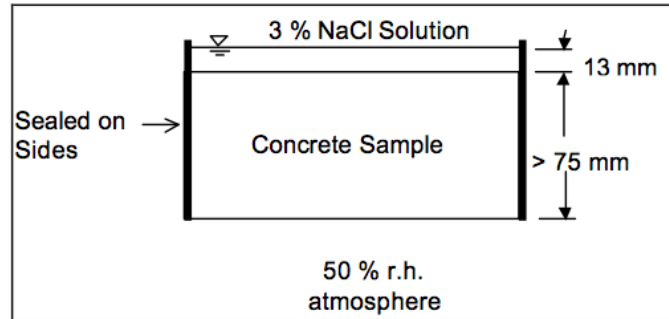 3 % NaCl Solution
13 mm
Sealed on
Sides
Concrete Sample
> 75 mm
50 % r.h.
atmosphere